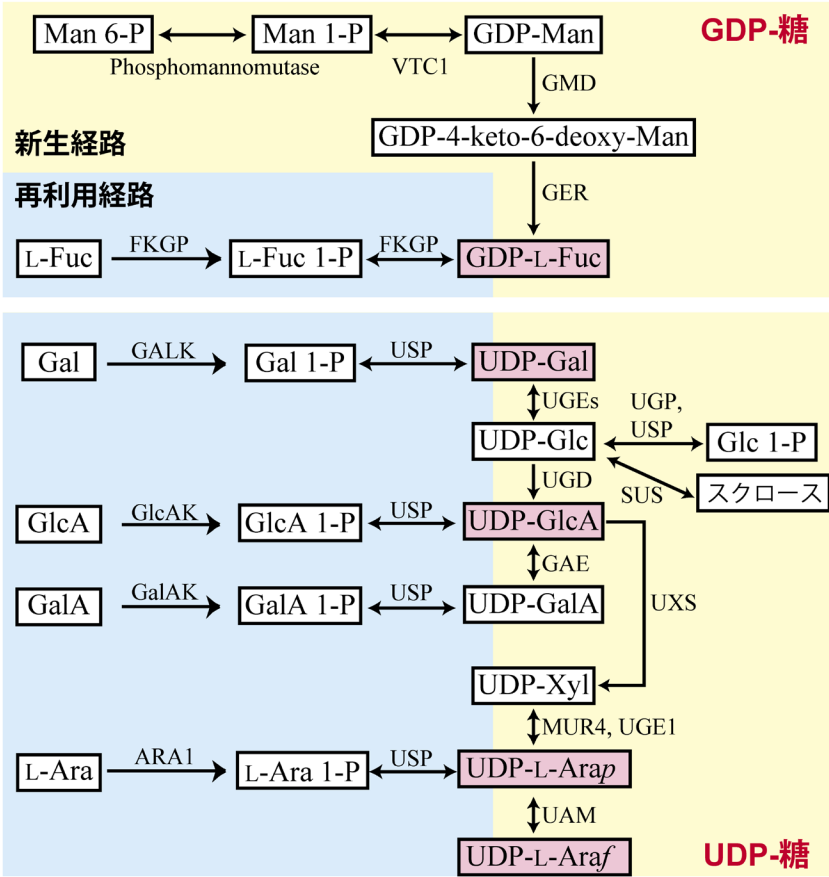 Man 6-P
Man 1-P
GDP-Man
GDP-糖
Phosphomannomutase
VTC1
GMD
GDP-4-keto-6-deoxy-Man
新生経路
再利用経路
GER
L-Fuc
FKGP
L-Fuc 1-P
FKGP
GDP-L-Fuc
Gal
GALK
Gal 1-P
USP
UDP-Gal
UGEs
UGP,
USP
UDP-Glc
Glc 1-P
UGD
SUS
スクロース
GlcA
GlcAK
GlcA 1-P
USP
UDP-GlcA
GAE
GalA
GalAK
GalA 1-P
USP
UDP-GalA
UXS
UDP-Xyl
MUR4, UGE1
L-Ara
ARA1
L-Ara 1-P
USP
UDP-L-Arap
UAM
UDP-L-Araf
UDP-糖